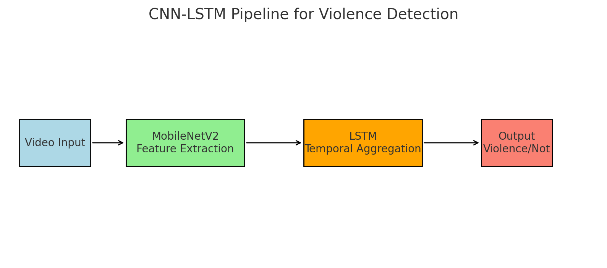 CNN-LSTM Pipeline for Violence Detection
Video Input
MobileNetV2
Feature Extraction
LSTM
Temporal Aggregation
Output
Violence/Not